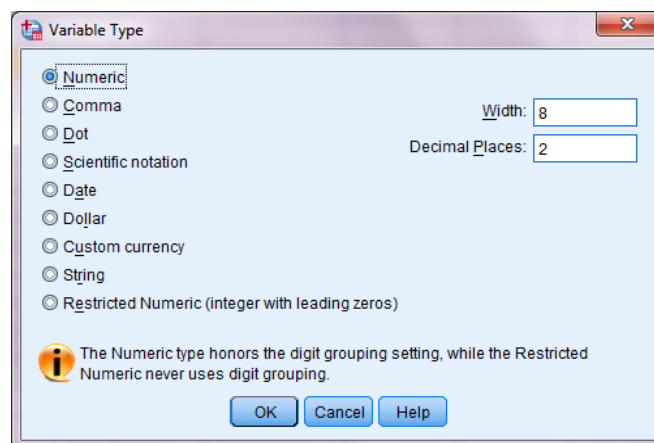 Variable Type
Numeric
Comma
Dot
Scientific notation
Date
Dollar
Custom currency
String
Restricted Numeric (integer with leading zeros)
Width: 8
Decimal Places: 2
The Numeric type honors the digit grouping setting, while the Restricted
Numeric never uses digit grouping.
OK Cancel Help